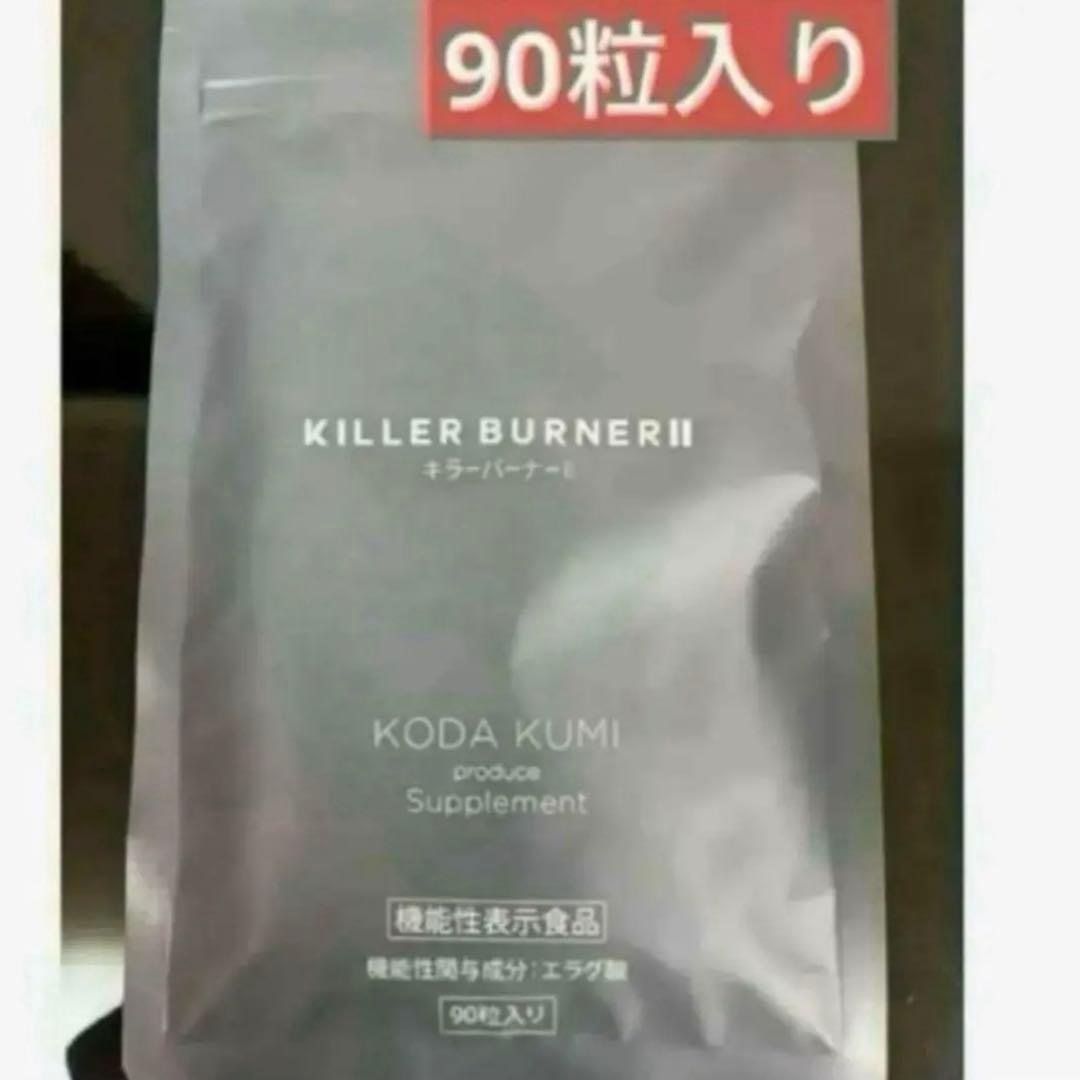 90粒入り
KILLER BURNERⅡ
キラーバーナーⅡ
KODA KUMI
produce
Supplement
機能性表示食品
機能性関与成分:エラグ酸
90粒入り